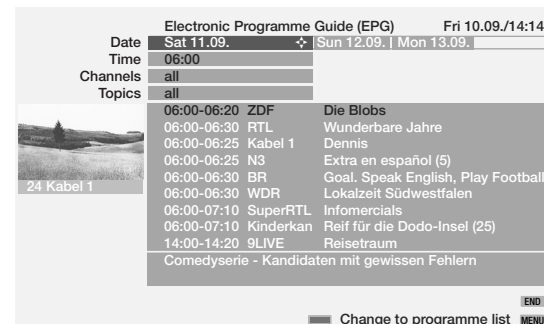 Electronic Programme Guide (EPG) Fri 10.09./14:14
Date Sat 11.09. Sun 12.09. | Mon 13.09.
Time 06:00
Channels all
Topics all
06:00-06:20 ZDF Die Blobs
06:00-06:30 RTL Wunderbare Jahre
06:00-06:25 Kabel 1 Dennis
06:00-06:25 N3 Extra en español (5)
06:00-06:30 BR Goal. Speak English, Play Football
06:00-06:30 WDR Lokalzeit Südwestfalen
06:00-07:10 SuperRTL Infomercials
06:00-07:10 Kinderkan Reif für die Dodo-Insel (25)
14:00-14:20 9LIVE Reisetraum
24 Kabel 1
Comedyserie - Kandidaten mit gewissen Fehlern
END
Change to programme list MENU